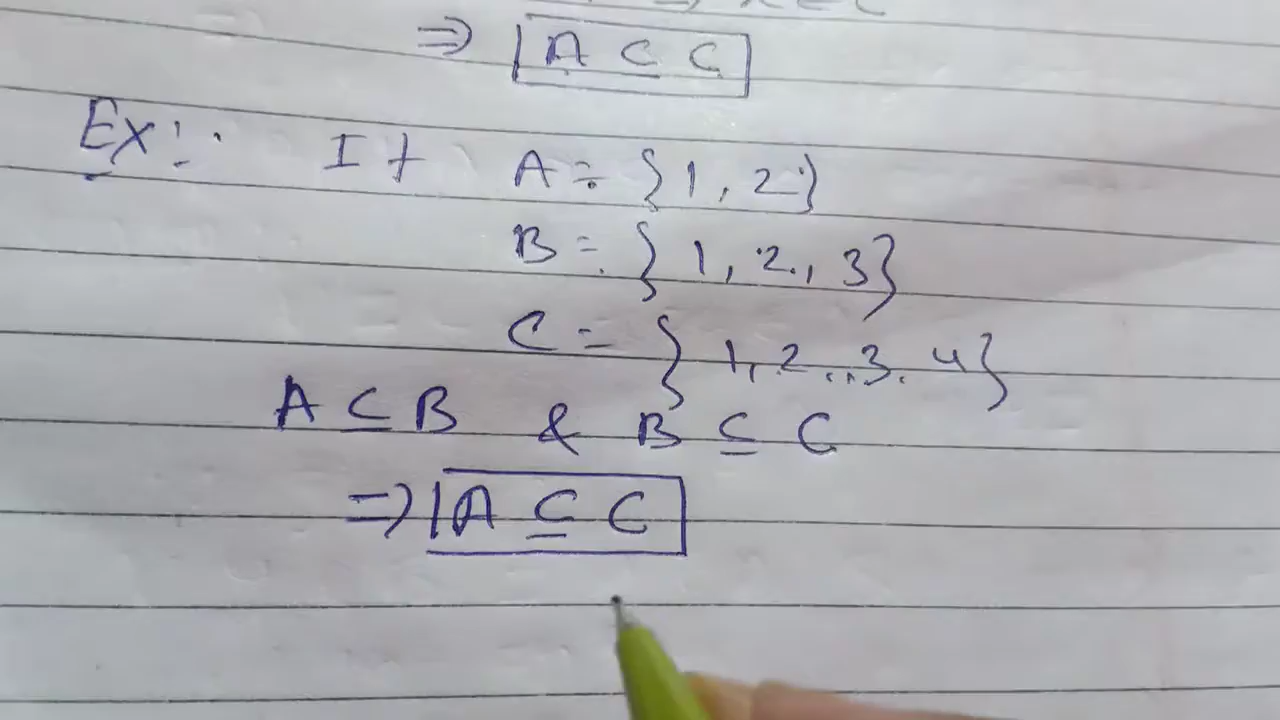 ⇒ x ∈ C
⇒ A ⊆ C
Ex:- If A = {1, 2}
B = {1, 2, 3}
C = {1, 2, 3, 4}
A ⊆ B & B ⊆ C
⇒ A ⊆ C